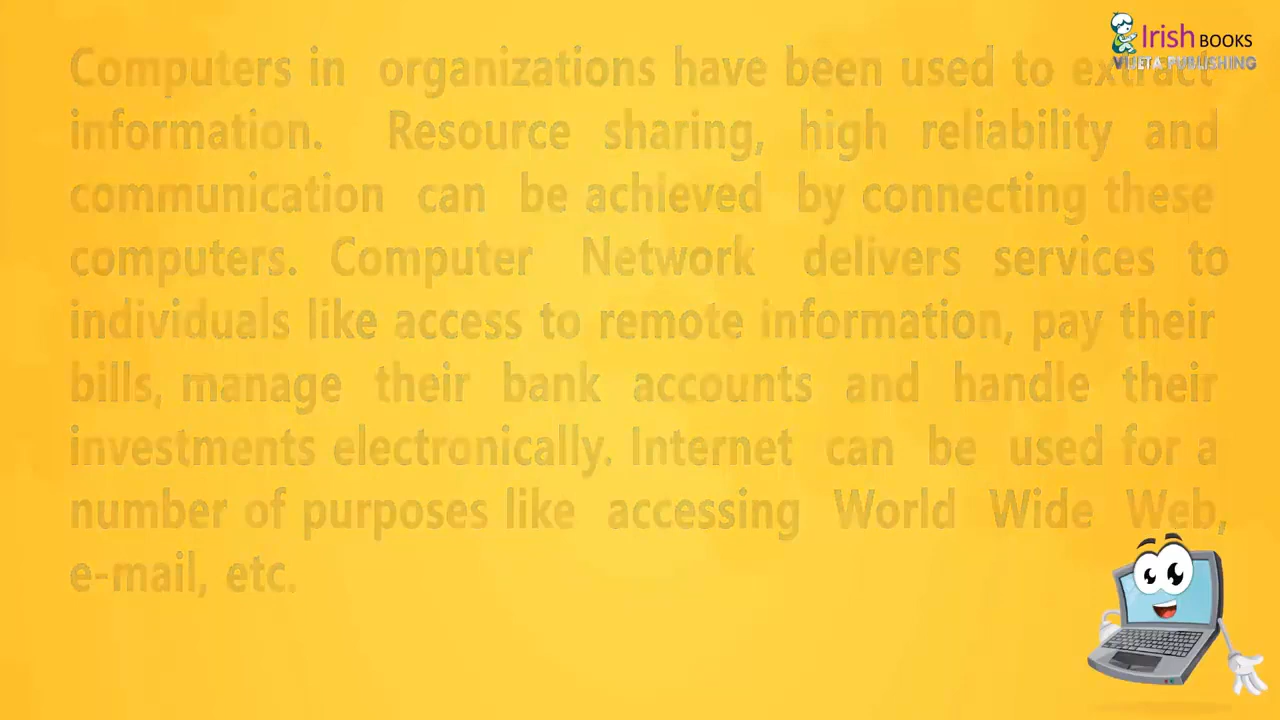 Irish BOOKS
VIJETA PUBLISHING
Computers in organizations have been used to extract
information. Resource sharing, high reliability and
communication can be achieved by connecting these
computers. Computer Network delivers services to
individuals like access to remote information, pay their
bills, manage their bank accounts and handle their
investments electronically. Internet can be used for a
number of purposes like accessing World Wide Web,
e-mail, etc.